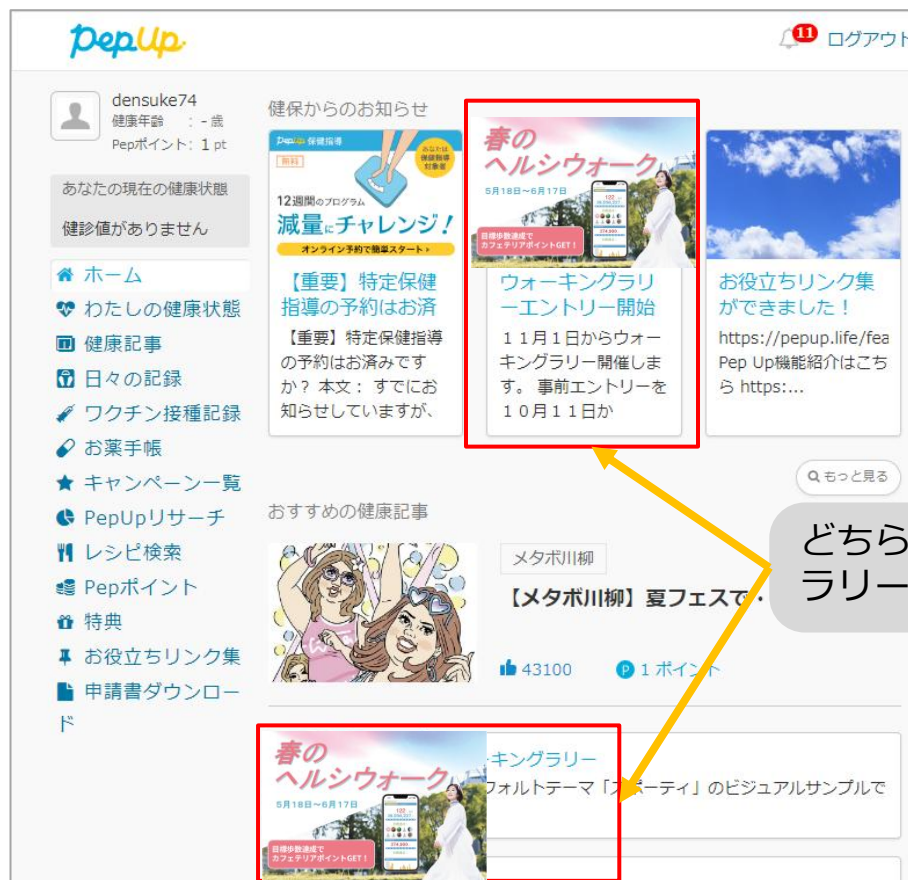 PepUp
11 ログアウト
densuke74
健康年齢 : - 歳
Pepポイント: 1 pt
あなたの現在の健康状態
健診値がありません
ホーム
わたしの健康状態
健康記事
日々の記録
ワクチン接種記録
お薬手帳
キャンペーン一覧
PepUpリサーチ
レシピ検索
Pepポイント
特典
お役立ちリンク集
申請書ダウンロー
ド
健保からのお知らせ
PepUp 保健指導
無料
あなたは
保健指導
対象者
12週間のプログラム
減量にチャレンジ!
オンライン予約で簡単スタート
【重要】特定保健
指導の予約はお済
【重要】特定保健指導
の予約はお済みです
か? 本文: すでにお
知らせしていますが、
春の
ヘルシウォーク
5月18日~6月17日
目標歩数達成で
カフェテリアポイントGET!
ウォーキングラリ
ーエントリー開始
11月1日からウォー
キングラリー開催しま
す。 事前エントリーを
10月11日か
お役立ちリンク集
ができました!
https://pepup.life/fea
Pep Up機能紹介はこち
ら https:...
もっと見る
おすすめの健康記事
メタボ川柳
【メタボ川柳】夏フェスで・
43100 P 1 ポイント
どちら
ラリー
春の
ヘルシウォーク
5月18日~6月17日
目標歩数達成で
カフェテリアポイントGET!
ーキングラリー
フォルトテーマ「スポーティ」のビジュアルサンプルで